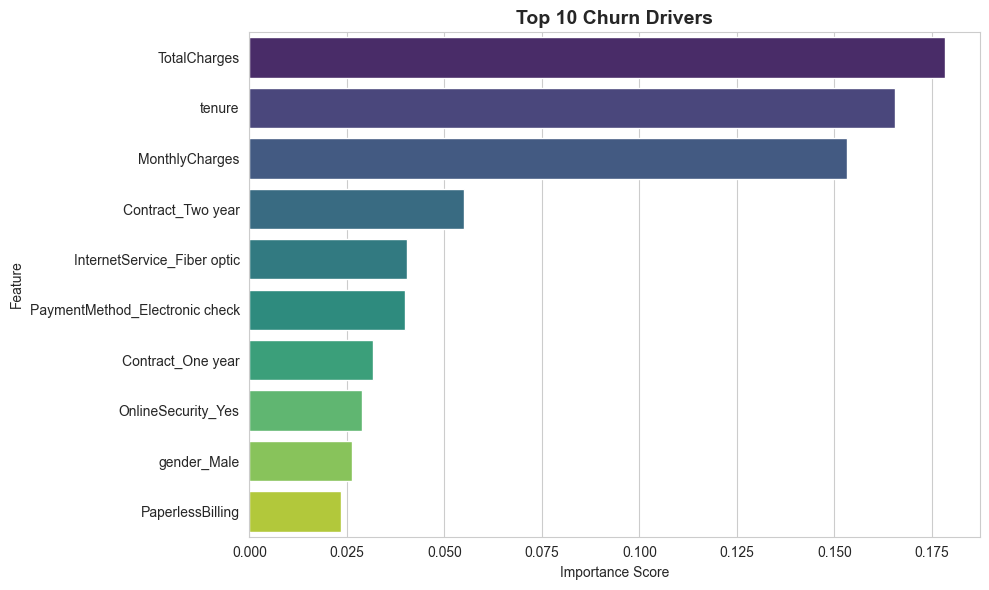 Top 10 Churn Drivers
Feature
TotalCharges
tenure
MonthlyCharges
Contract_Two year
InternetService_Fiber optic
PaymentMethod_Electronic check
Contract_One year
OnlineSecurity_Yes
gender_Male
PaperlessBilling
0.000 0.025 0.050 0.075 0.100 0.125 0.150 0.175
Importance Score